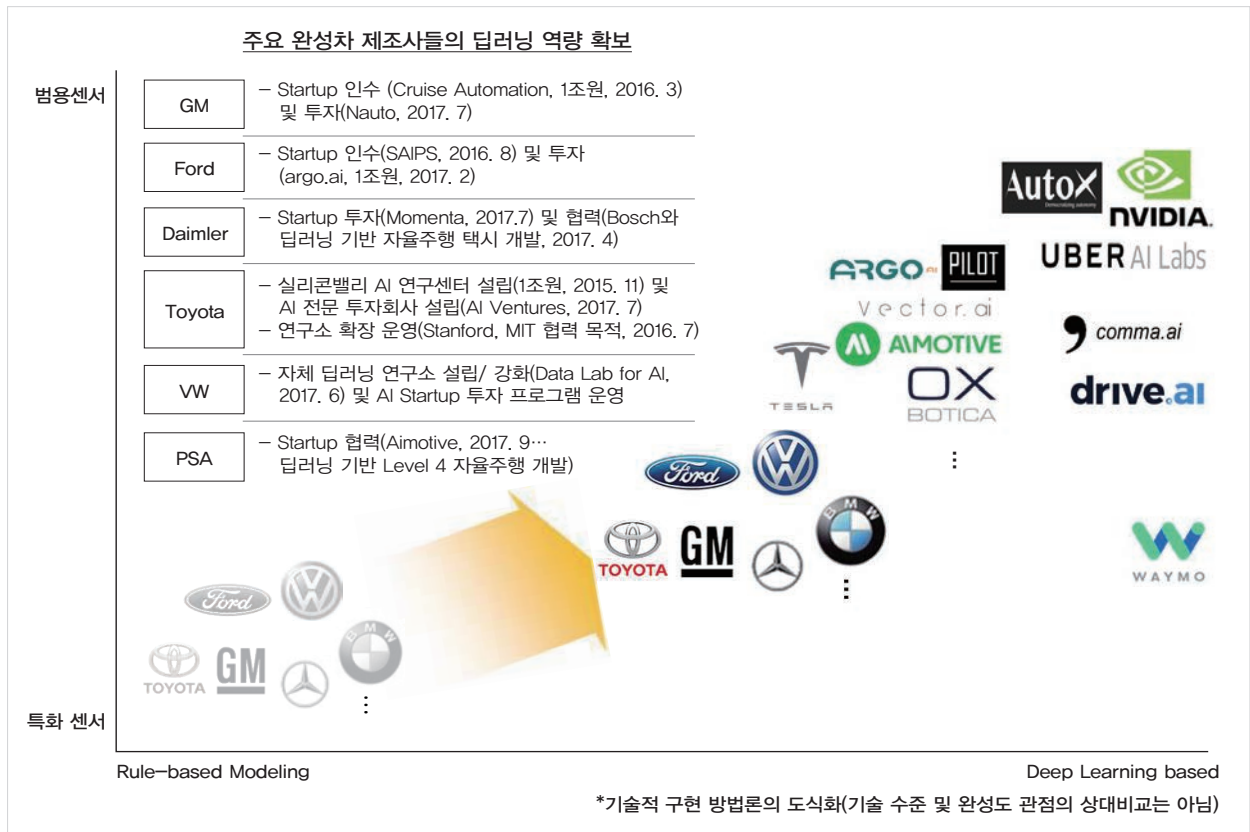 주요 완성차 제조사들의 딥러닝 역량 확보
범용센서
GM
– Startup 인수 (Cruise Automation, 1조원, 2016. 3)
및 투자(Nauto, 2017. 7)
Ford
– Startup 인수(SAIPS, 2016. 8) 및 투자
(argo.ai, 1조원, 2017. 2)
Daimler
– Startup 투자(Momenta, 2017.7) 및 협력(Bosch와
딥러닝 기반 자율주행 택시 개발, 2017. 4)
Toyota
– 실리콘밸리 AI 연구센터 설립(1조원, 2015. 11) 및
AI 전문 투자회사 설립(AI Ventures, 2017. 7)
– 연구소 확장 운영(Stanford, MIT 협력 목적, 2016. 7)
VW
– 자체 딥러닝 연구소 설립/ 강화(Data Lab for AI,
2017. 6) 및 AI Startup 투자 프로그램 운영
PSA
– Startup 협력(Aimotive, 2017. 9…
딥러닝 기반 Level 4 자율주행 개발)
AutoX
nVIDIA.
ARGO AI
PILOT
UBER AI Labs
vector.ai
AIMOTIVE
comma.ai
TESLA
OX
BOTICA
drive.ai
⋮
Ford
VW
TOYOTA
GM
BMW
⋮
WAYMO
Ford
VW
TOYOTA
GM
BMW
⋮
특화 센서
Rule–based Modeling
Deep Learning based
*기술적 구현 방법론의 도식화(기술 수준 및 완성도 관점의 상대비교는 아님)